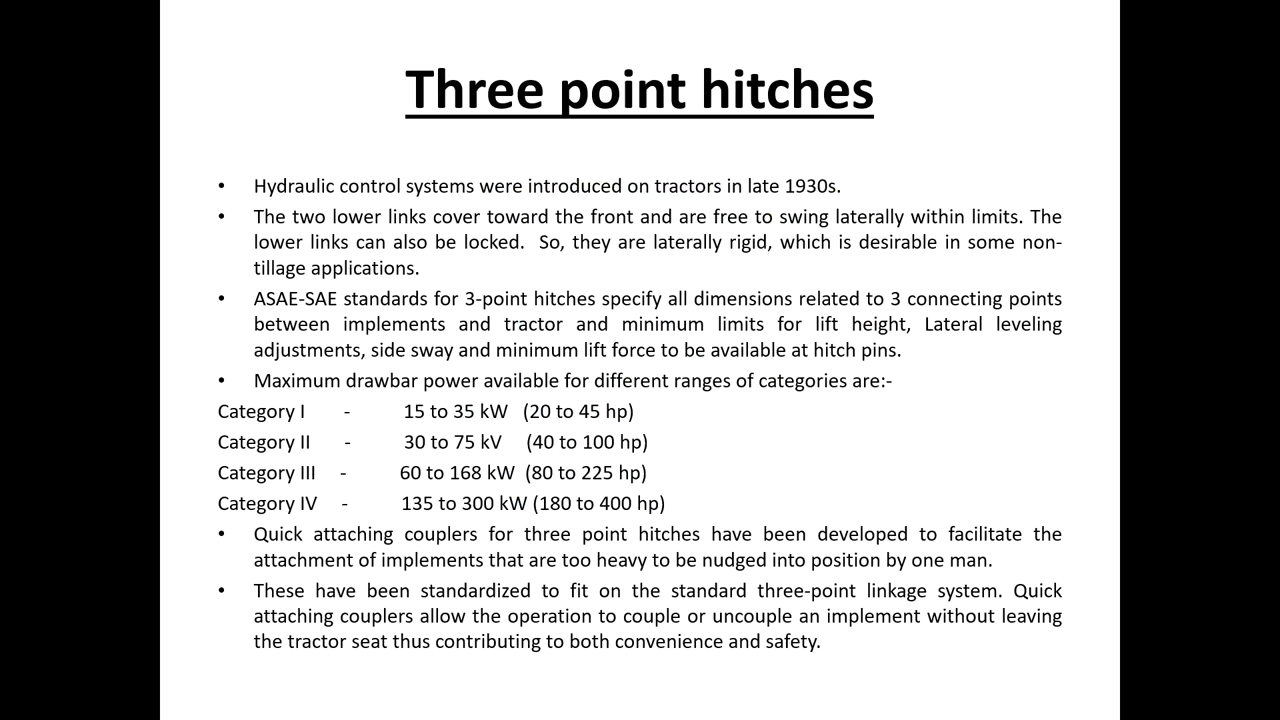 Three point hitches
• Hydraulic control systems were introduced on tractors in late 1930s.
• The two lower links cover toward the front and are free to swing laterally within limits. The
lower links can also be locked. So, they are laterally rigid, which is desirable in some non-
tillage applications.
• ASAE-SAE standards for 3-point hitches specify all dimensions related to 3 connecting points
between implements and tractor and minimum limits for lift height, Lateral leveling
adjustments, side sway and minimum lift force to be available at hitch pins.
• Maximum drawbar power available for different ranges of categories are:-
Category I - 15 to 35 kW (20 to 45 hp)
Category II - 30 to 75 kV (40 to 100 hp)
Category III - 60 to 168 kW (80 to 225 hp)
Category IV - 135 to 300 kW (180 to 400 hp)
• Quick attaching couplers for three point hitches have been developed to facilitate the
attachment of implements that are too heavy to be nudged into position by one man.
• These have been standardized to fit on the standard three-point linkage system. Quick
attaching couplers allow the operation to couple or uncouple an implement without leaving
the tractor seat thus contributing to both convenience and safety.